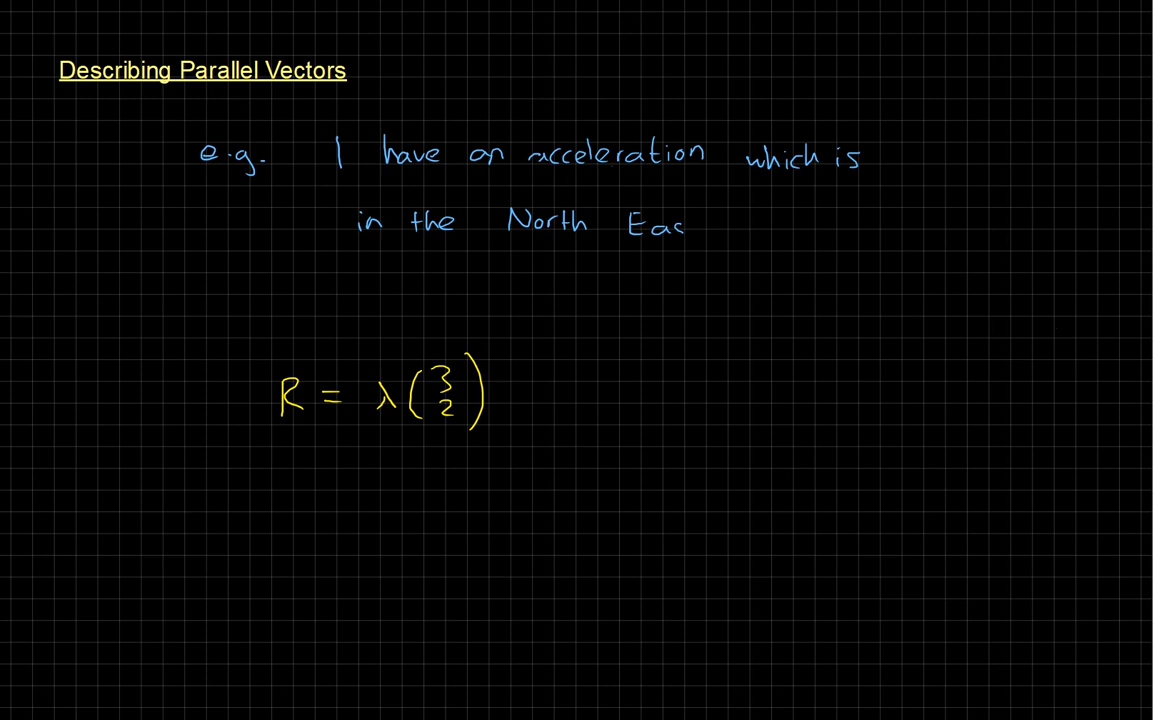 Describing Parallel Vectors
e.g. I have an acceleration which is
in the North Eas
R = λ(3 2)